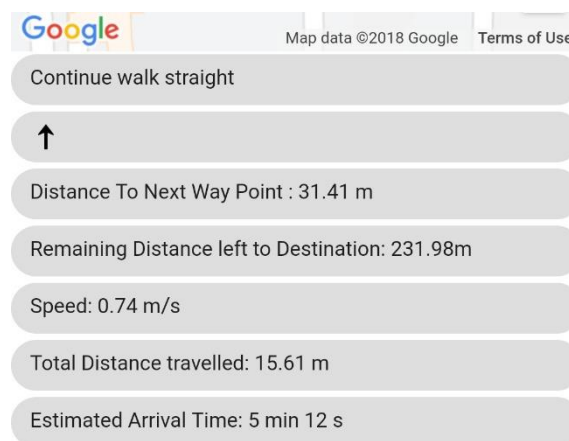 Google
Map data ©2018 Google Terms of Use
Continue walk straight
Distance To Next Way Point : 31.41 m
Remaining Distance left to Destination: 231.98m
Speed: 0.74 m/s
Total Distance travelled: 15.61 m
Estimated Arrival Time: 5 min 12 s